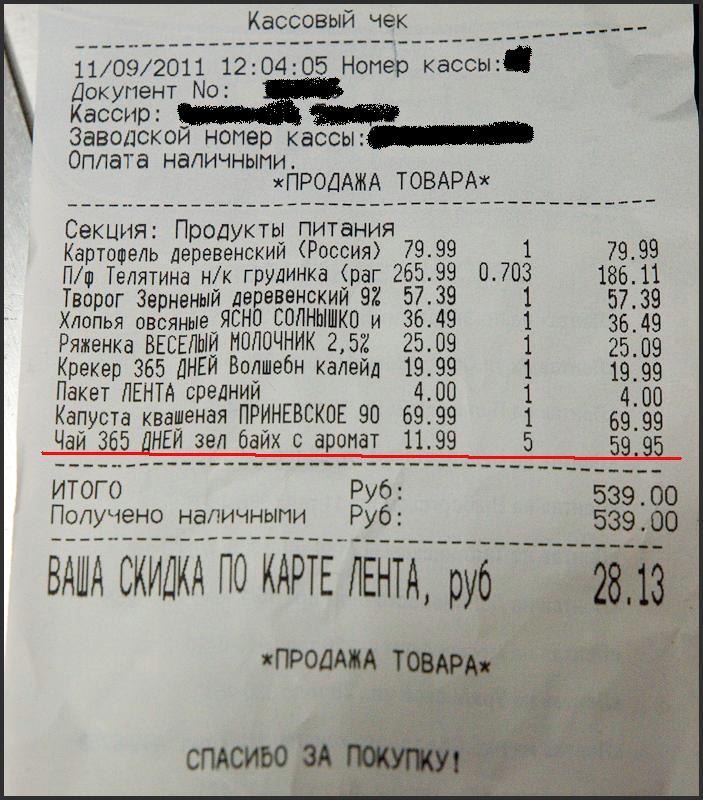 Кассовый чек
11/09/2011 12:04:05 Номер кассы:
Документ No:
Кассир:
Заводской номер кассы:
Оплата наличными.
*ПРОДАЖА ТОВАРА*
Секция: Продукты питания
Картофель деревенский (Россия) 79.99 1 79.99
П/ф Телятина н/к грудинка (раг 265.99 0.703 186.11
Творог Зерненый деревенский 9% 57.39 1 57.39
Хлопья овсяные ЯСНО СОЛНЫШКО и 36.49 1 36.49
Ряженка ВЕСЕЛЫЙ МОЛОЧНИК 2,5% 25.09 1 25.09
Крекер 365 ДНЕЙ Волшебн калейд 19.99 1 19.99
Пакет ЛЕНТА средний 4.00 1 4.00
Капуста квашеная ПРИНЕВСКОЕ 90 69.99 1 69.99
Чай 365 ДНЕЙ зел байх с аромат 11.99 5 59.95
ИТОГО Руб: 539.00
Получено наличными Руб: 539.00
ВАША СКИДКА ПО КАРТЕ ЛЕНТА, руб 28.13
*ПРОДАЖА ТОВАРА*
СПАСИБО ЗА ПОКУПКУ!